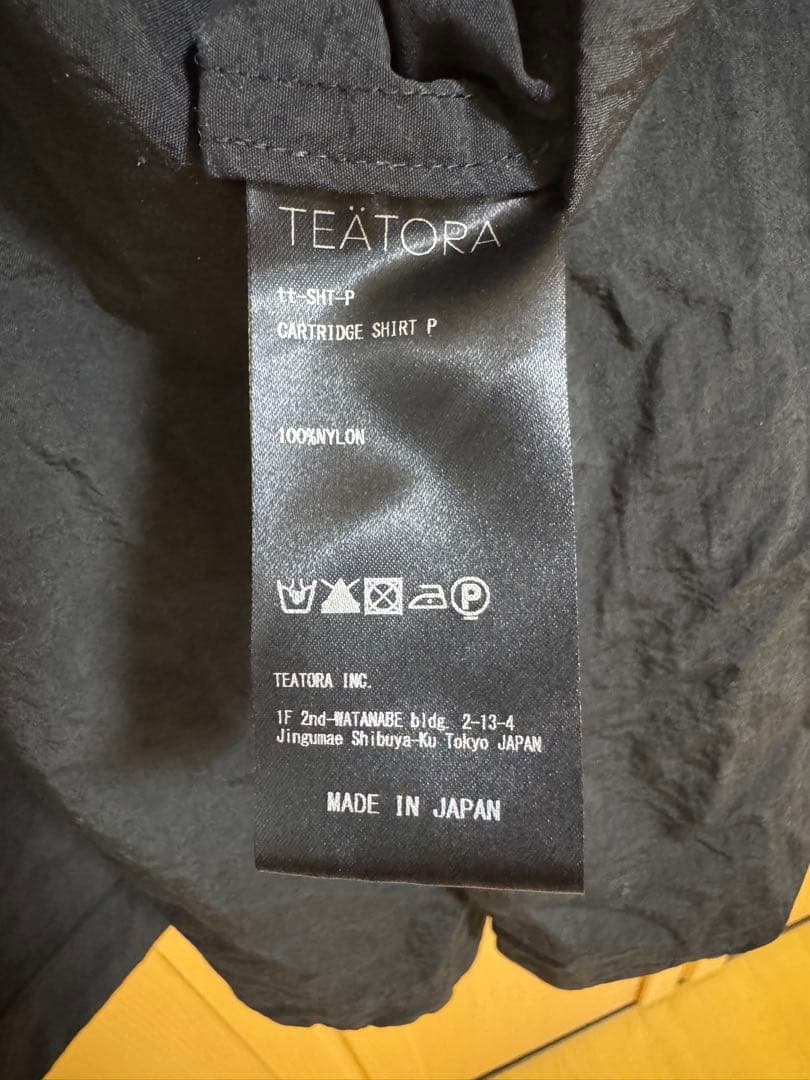 TEÄTORA
tt-SHT-P
CARTRIDGE SHIRT P
100%NYLON
P
TEATORA INC.
1F 2nd-WATANABE bldg. 2-13-4
Jingumae Shibuya-Ku Tokyo JAPAN
MADE IN JAPAN